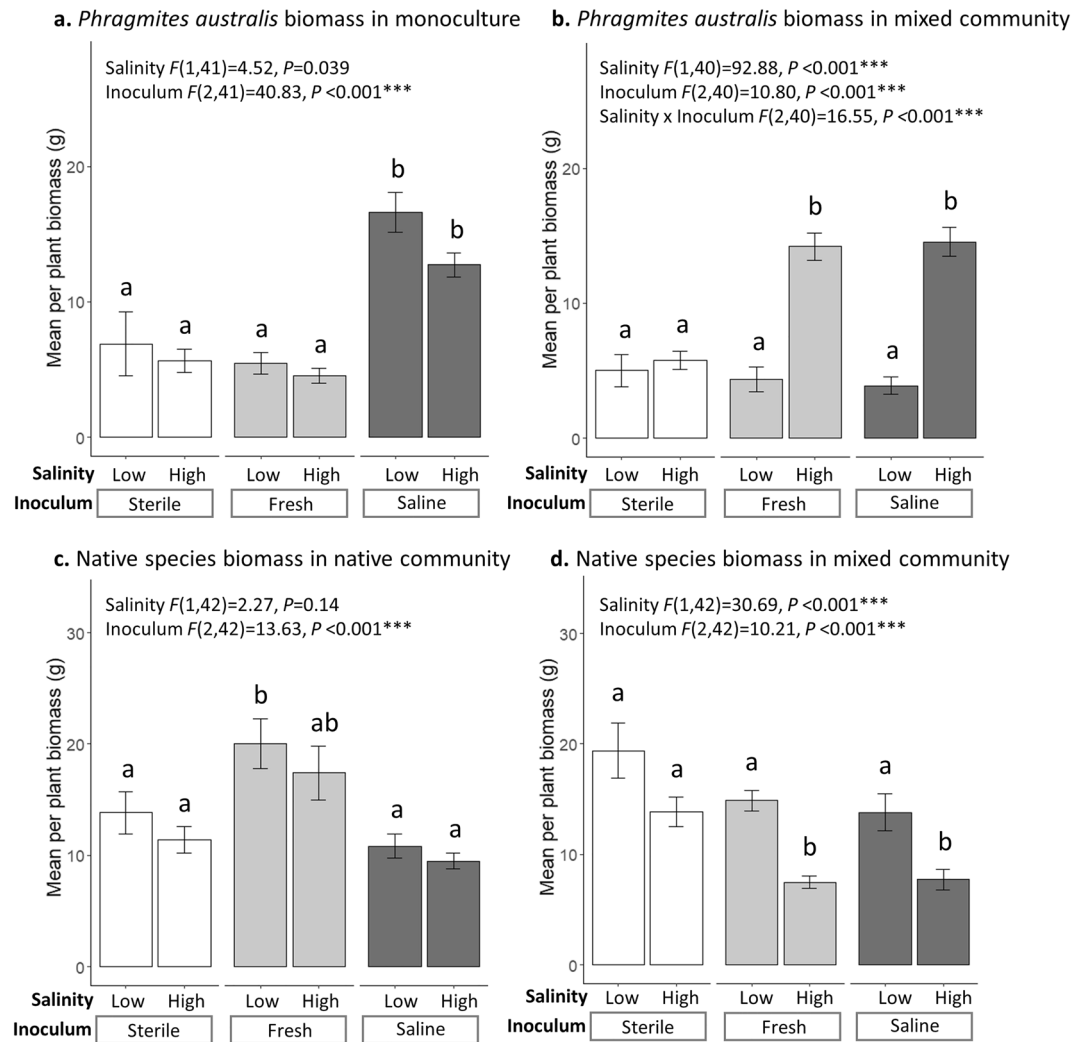 a. Phragmites australis biomass in monoculture
Salinity F(1,41)=4.52, P=0.039
Inoculum F(2,41)=40.83, P <0.001***
Mean per plant biomass (g)
20
10
0
a a a a b b
Salinity Low High Low High Low High
Inoculum Sterile Fresh Saline
b. Phragmites australis biomass in mixed community
Salinity F(1,40)=92.88, P <0.001***
Inoculum F(2,40)=10.80, P <0.001***
Salinity x Inoculum F(2,40)=16.55, P <0.001***
Mean per plant biomass (g)
20
10
0
a a a b a b
Salinity Low High Low High Low High
Inoculum Sterile Fresh Saline
c. Native species biomass in native community
Salinity F(1,42)=2.27, P=0.14
Inoculum F(2,42)=13.63, P <0.001***
Mean per plant biomass (g)
30
20
10
0
a a b ab a a
Salinity Low High Low High Low High
Inoculum Sterile Fresh Saline
d. Native species biomass in mixed community
Salinity F(1,42)=30.69, P <0.001***
Inoculum F(2,42)=10.21, P <0.001***
Mean per plant biomass (g)
30
20
10
0
a a a b a b
Salinity Low High Low High Low High
Inoculum Sterile Fresh Saline